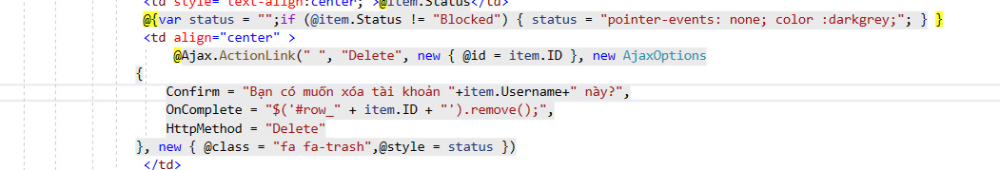 <td style="text-align:center;">@item.Status</td>
@{var status = "";if (@item.Status != "Blocked") { status = "pointer-events: none; color :darkgrey;"; } }
<td align="center" >
@Ajax.ActionLink(" ", "Delete", new { @id = item.ID }, new AjaxOptions
{
Confirm = "Bạn có muốn xóa tài khoản "+item.Username+" này?",
OnComplete = "$('#row_" + item.ID + "').remove();",
HttpMethod = "Delete"
}, new { @class = "fa fa-trash",@style = status })
</td>